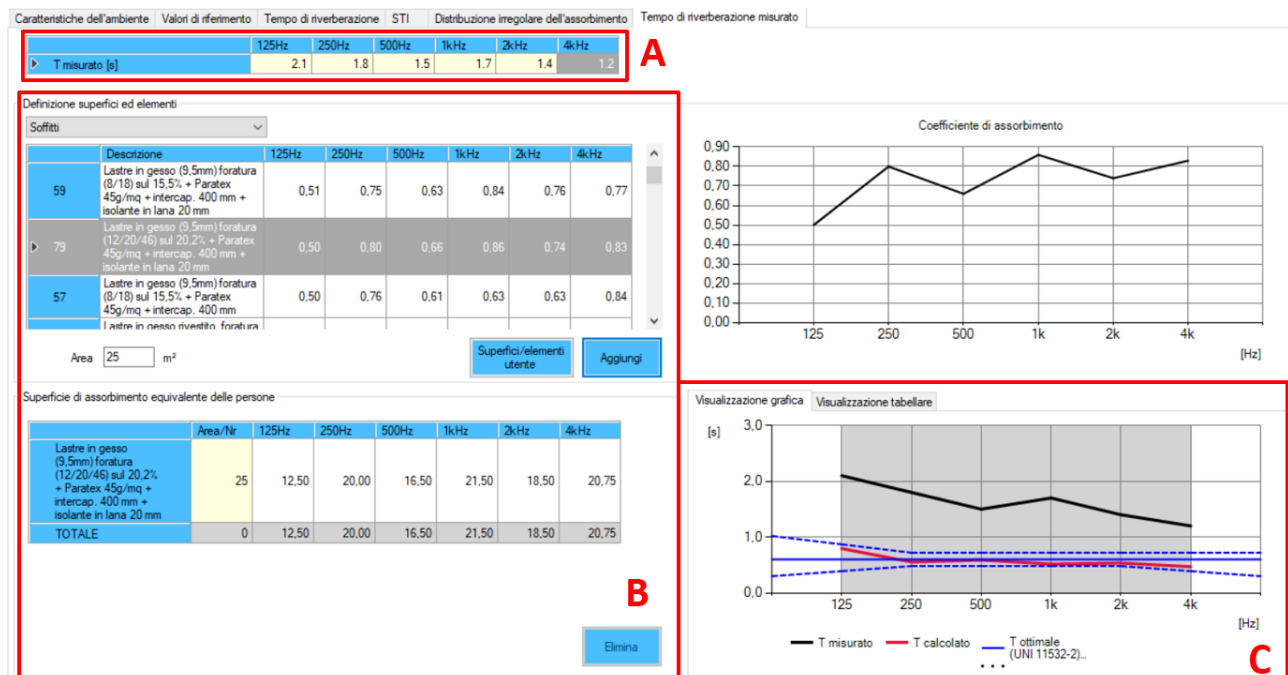 Caratteristiche dell'ambiente Valori di riferimento Tempo di riverberazione STI Distribuzione irregolare dell'assorbimento Tempo di riverberazione misurato
125Hz 250Hz 500Hz 1kHz 2kHz 4kHz
T misurato [s] 2.1 1.8 1.5 1.7 1.4 1.2
A
Definizione superfici ed elementi
Soffitti
Descrizione 125Hz 250Hz 500Hz 1kHz 2kHz 4kHz
59 Lastre in gesso (9,5mm) foratura
(8/18) sul 15,5% + Paratex
45g/mq + intercap. 400 mm +
isolante in lana 20 mm
0,51 0,75 0,63 0,84 0,76 0,77
79 Lastre in gesso (9,5mm) foratura
(12/20/46) sul 20,2% + Paratex
45g/mq + intercap. 400 mm +
isolante in lana 20 mm
0,50 0,80 0,66 0,86 0,74 0,83
57 Lastre in gesso (9,5mm) foratura
(8/18) sul 15,5% + Paratex
45g/mq + intercap. 400 mm
0,50 0,76 0,61 0,63 0,63 0,84
Lastre in gesso rivestito, foratura
Area 25 m²
Superfici/elementi
utente
Aggiungi
Coefficiente di assorbimento
0,90
0,80
0,70
0,60
0,50
0,40
0,30
0,20
0,10
0,00
125 250 500 1k 2k 4k
[Hz]
Superficie di assorbimento equivalente delle persone
Area/Nr 125Hz 250Hz 500Hz 1kHz 2kHz 4kHz
Lastre in gesso
(9,5mm) foratura
(12/20/46) sul 20,2%
+ Paratex 45g/mq +
intercap. 400 mm +
isolante in lana 20 mm
25 12,50 20,00 16,50 21,50 18,50 20,75
TOTALE 0 12,50 20,00 16,50 21,50 18,50 20,75
B
Elimina
Visualizzazione grafica Visualizzazione tabellare
[s]
3,0
2,0
1,0
0,0
125 250 500 1k 2k 4k
[Hz]
T misurato T calcolato T ottimale
(UNI 11532-2)...
C